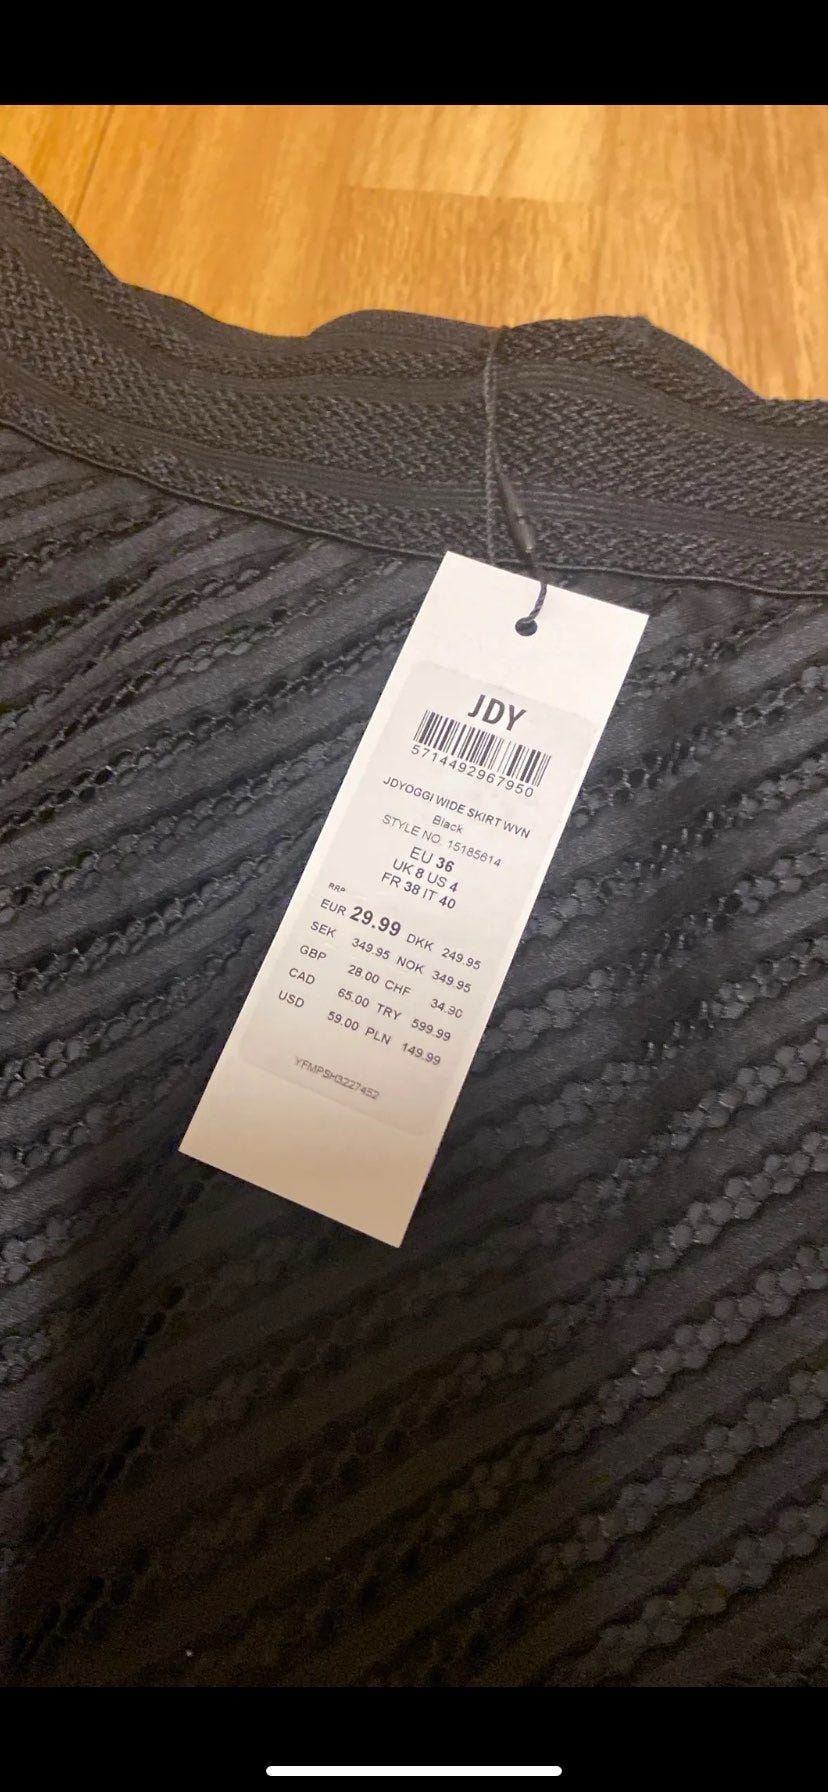 JDY
5714492967950
JDYOGGI WIDE SKIRT WVN
Black
STYLE NO. 15185614
EU 36
UK 8 US 4
FR 38 IT 40
RRP
EUR 29.99 DKK 249.95
SEK 349.95 NOK 349.95
GBP 28.00 CHF 34.90
CAD 65.00 TRY 599.99
USD 59.00 PLN 149.99
YFMPSH3227452